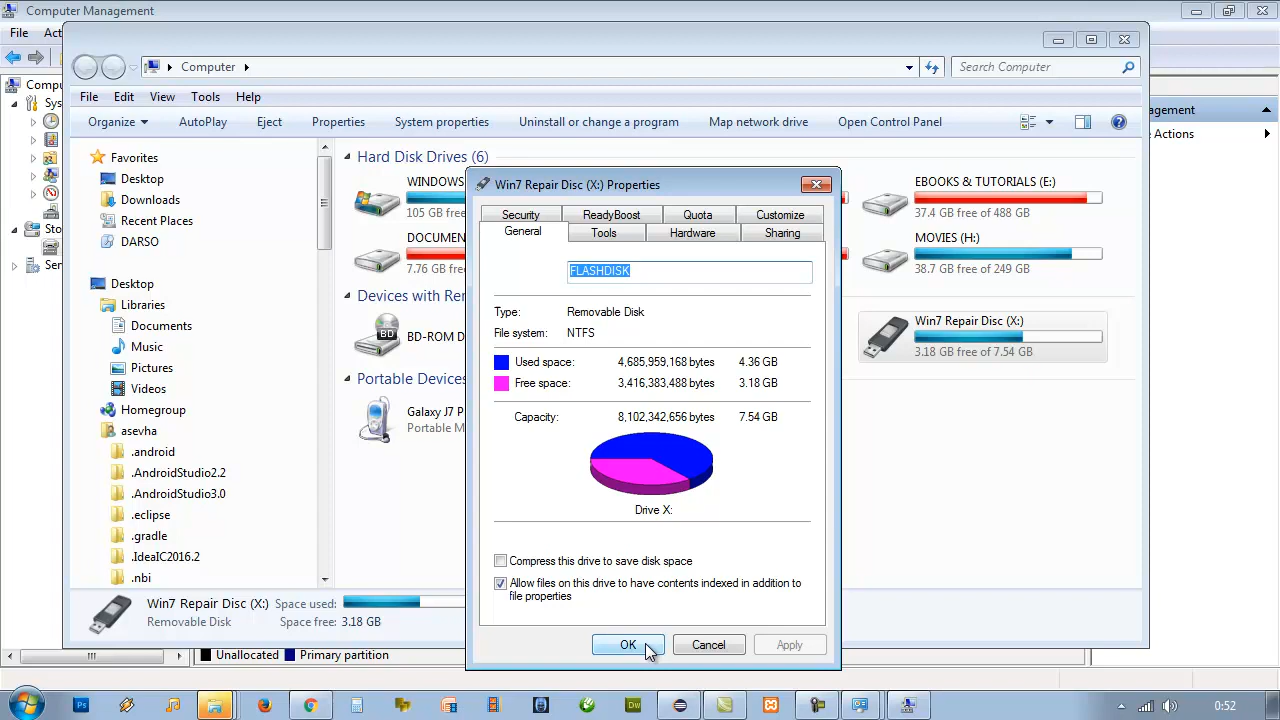 Computer Management
File
Act
Computer
Search Computer
File Edit View Tools Help
Organize AutoPlay Eject Properties System properties Uninstall or change a program Map network drive Open Control Panel
Compu
Sys
Sto
Ser
Favorites
Desktop
Downloads
Recent Places
DARSO
Desktop
Libraries
Documents
Music
Pictures
Videos
Homegroup
asevha
.android
.AndroidStudio2.2
.AndroidStudio3.0
.eclipse
.gradle
.IdeaIC2016.2
.nbi
Hard Disk Drives (6)
WINDOWS
105 GB free of
DOCUMEN
7.76 GB free of
EBOOKS & TUTORIALS (E:)
37.4 GB free of 488 GB
MOVIES (H:)
38.7 GB free of 249 GB
Devices with Rem
BD-ROM D
Win7 Repair Disc (X:)
3.18 GB free of 7.54 GB
Portable Devices
Galaxy J7 P
Portable M
Win7 Repair Disc (X:) Properties
Security ReadyBoost Quota Customize
General Tools Hardware Sharing
FLASHDISK
Type: Removable Disk
File system: NTFS
Used space: 4,685,959,168 bytes 4.36 GB
Free space: 3,416,383,488 bytes 3.18 GB
Capacity: 8,102,342,656 bytes 7.54 GB
Drive X:
Compress this drive to save disk space
Allow files on this drive to have contents indexed in addition to
file properties
OK Cancel Apply
Win7 Repair Disc (X:) Space used:
Removable Disk Space free: 3.18 GB
Unallocated Primary partition
nagement
e Actions
0:52